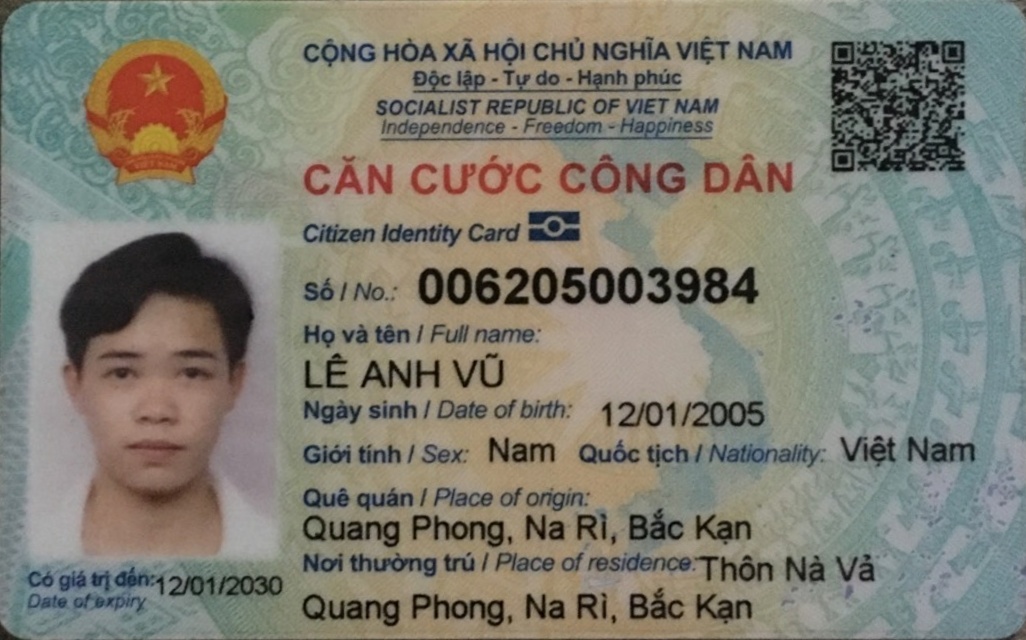 CỘNG HÒA XÃ HỘI CHỦ NGHĨA VIỆT NAM
Độc lập - Tự do - Hạnh phúc
SOCIALIST REPUBLIC OF VIET NAM
Independence - Freedom - Happiness
CĂN CƯỚC CÔNG DÂN
Citizen Identity Card
Số / No.: 006205003984
Họ và tên / Full name:
LÊ ANH VŨ
Ngày sinh / Date of birth: 12/01/2005
Giới tính / Sex: Nam Quốc tịch / Nationality: Việt Nam
Quê quán / Place of origin:
Quang Phong, Na Rì, Bắc Kạn
Nơi thường trú / Place of residence: Thôn Nà Vả
Quang Phong, Na Rì, Bắc Kạn
Có giá trị đến: 12/01/2030
Date of expiry